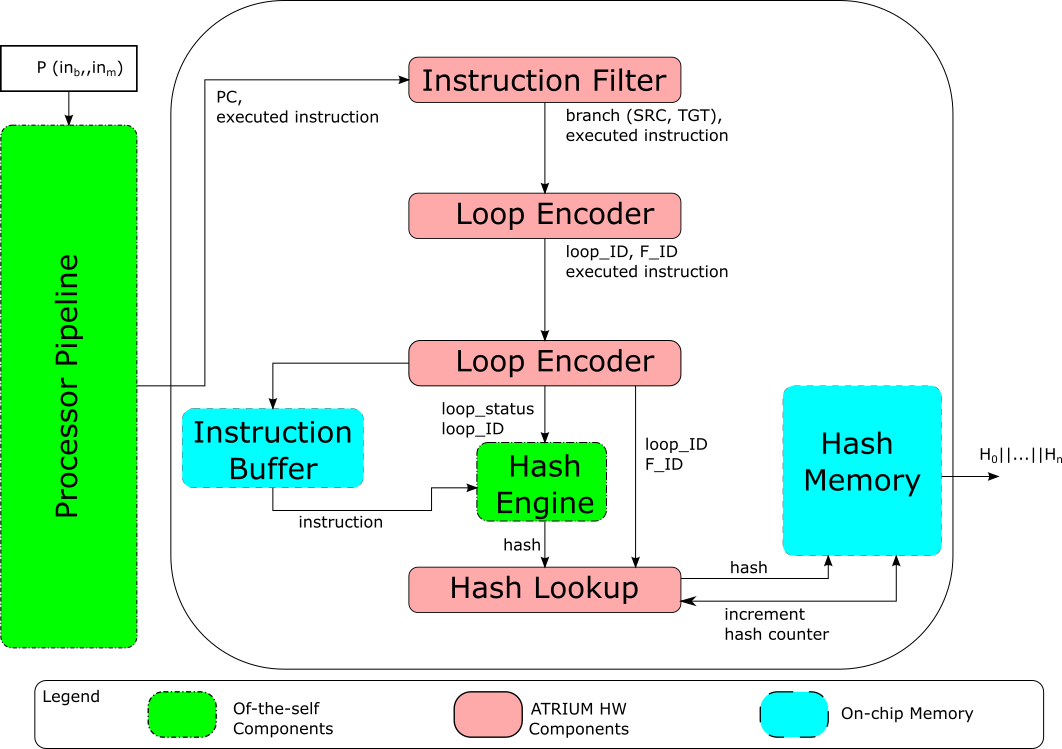 P (in_b,,in_m)
PC,
executed instruction
Instruction Filter
branch (SRC, TGT),
executed instruction
Loop Encoder
loop_ID, F_ID
executed instruction
Processor Pipeline
Loop Encoder
loop_status
loop_ID
loop_ID
F_ID
Instruction
Buffer
instruction
Hash
Engine
hash
Hash Lookup
hash
increment
hash counter
Hash
Memory
H_0||...||H_n
Legend
Of-the-self
Components
ATRIUM HW
Components
On-chip Memory